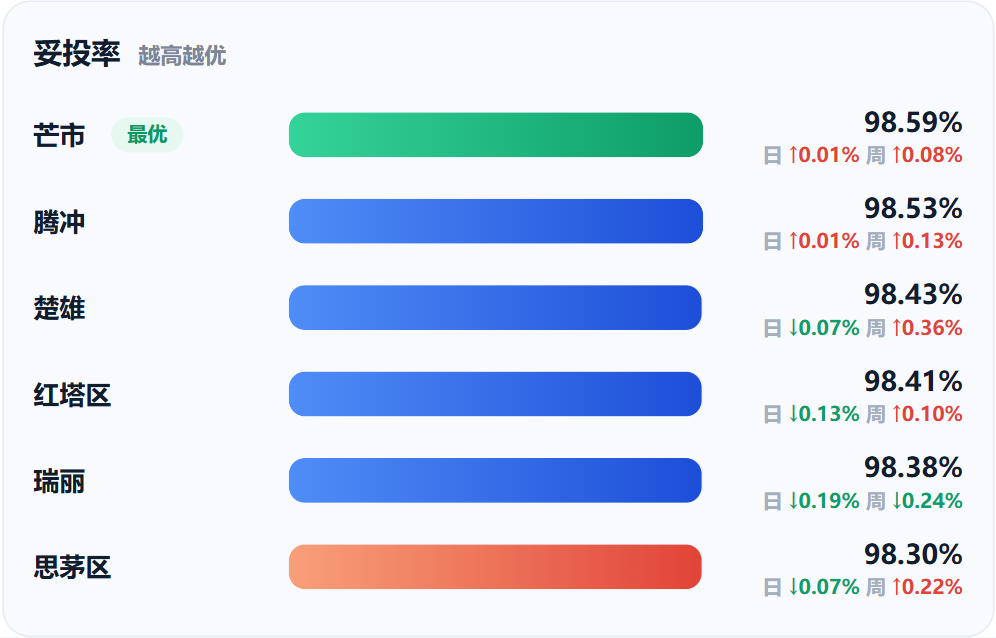 妥投率 越高越优
芒市 最优 98.59%
日 ↑0.01% 周 ↑0.08%
腾冲 98.53%
日 ↑0.01% 周 ↑0.13%
楚雄 98.43%
日 ↓0.07% 周 ↑0.36%
红塔区 98.41%
日 ↓0.13% 周 ↑0.10%
瑞丽 98.38%
日 ↓0.19% 周 ↓0.24%
思茅区 98.30%
日 ↓0.07% 周 ↑0.22%